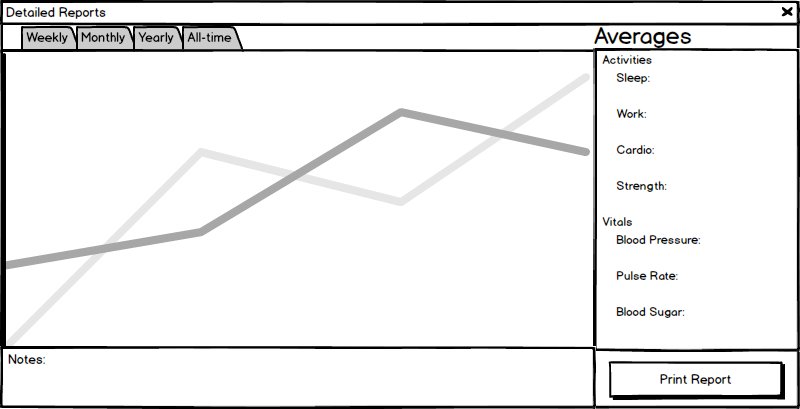 Detailed Reports
Weekly Monthly Yearly All-time
Averages
Activities
Sleep:
Work:
Cardio:
Strength:
Vitals
Blood Pressure:
Pulse Rate:
Blood Sugar:
Notes:
Print Report